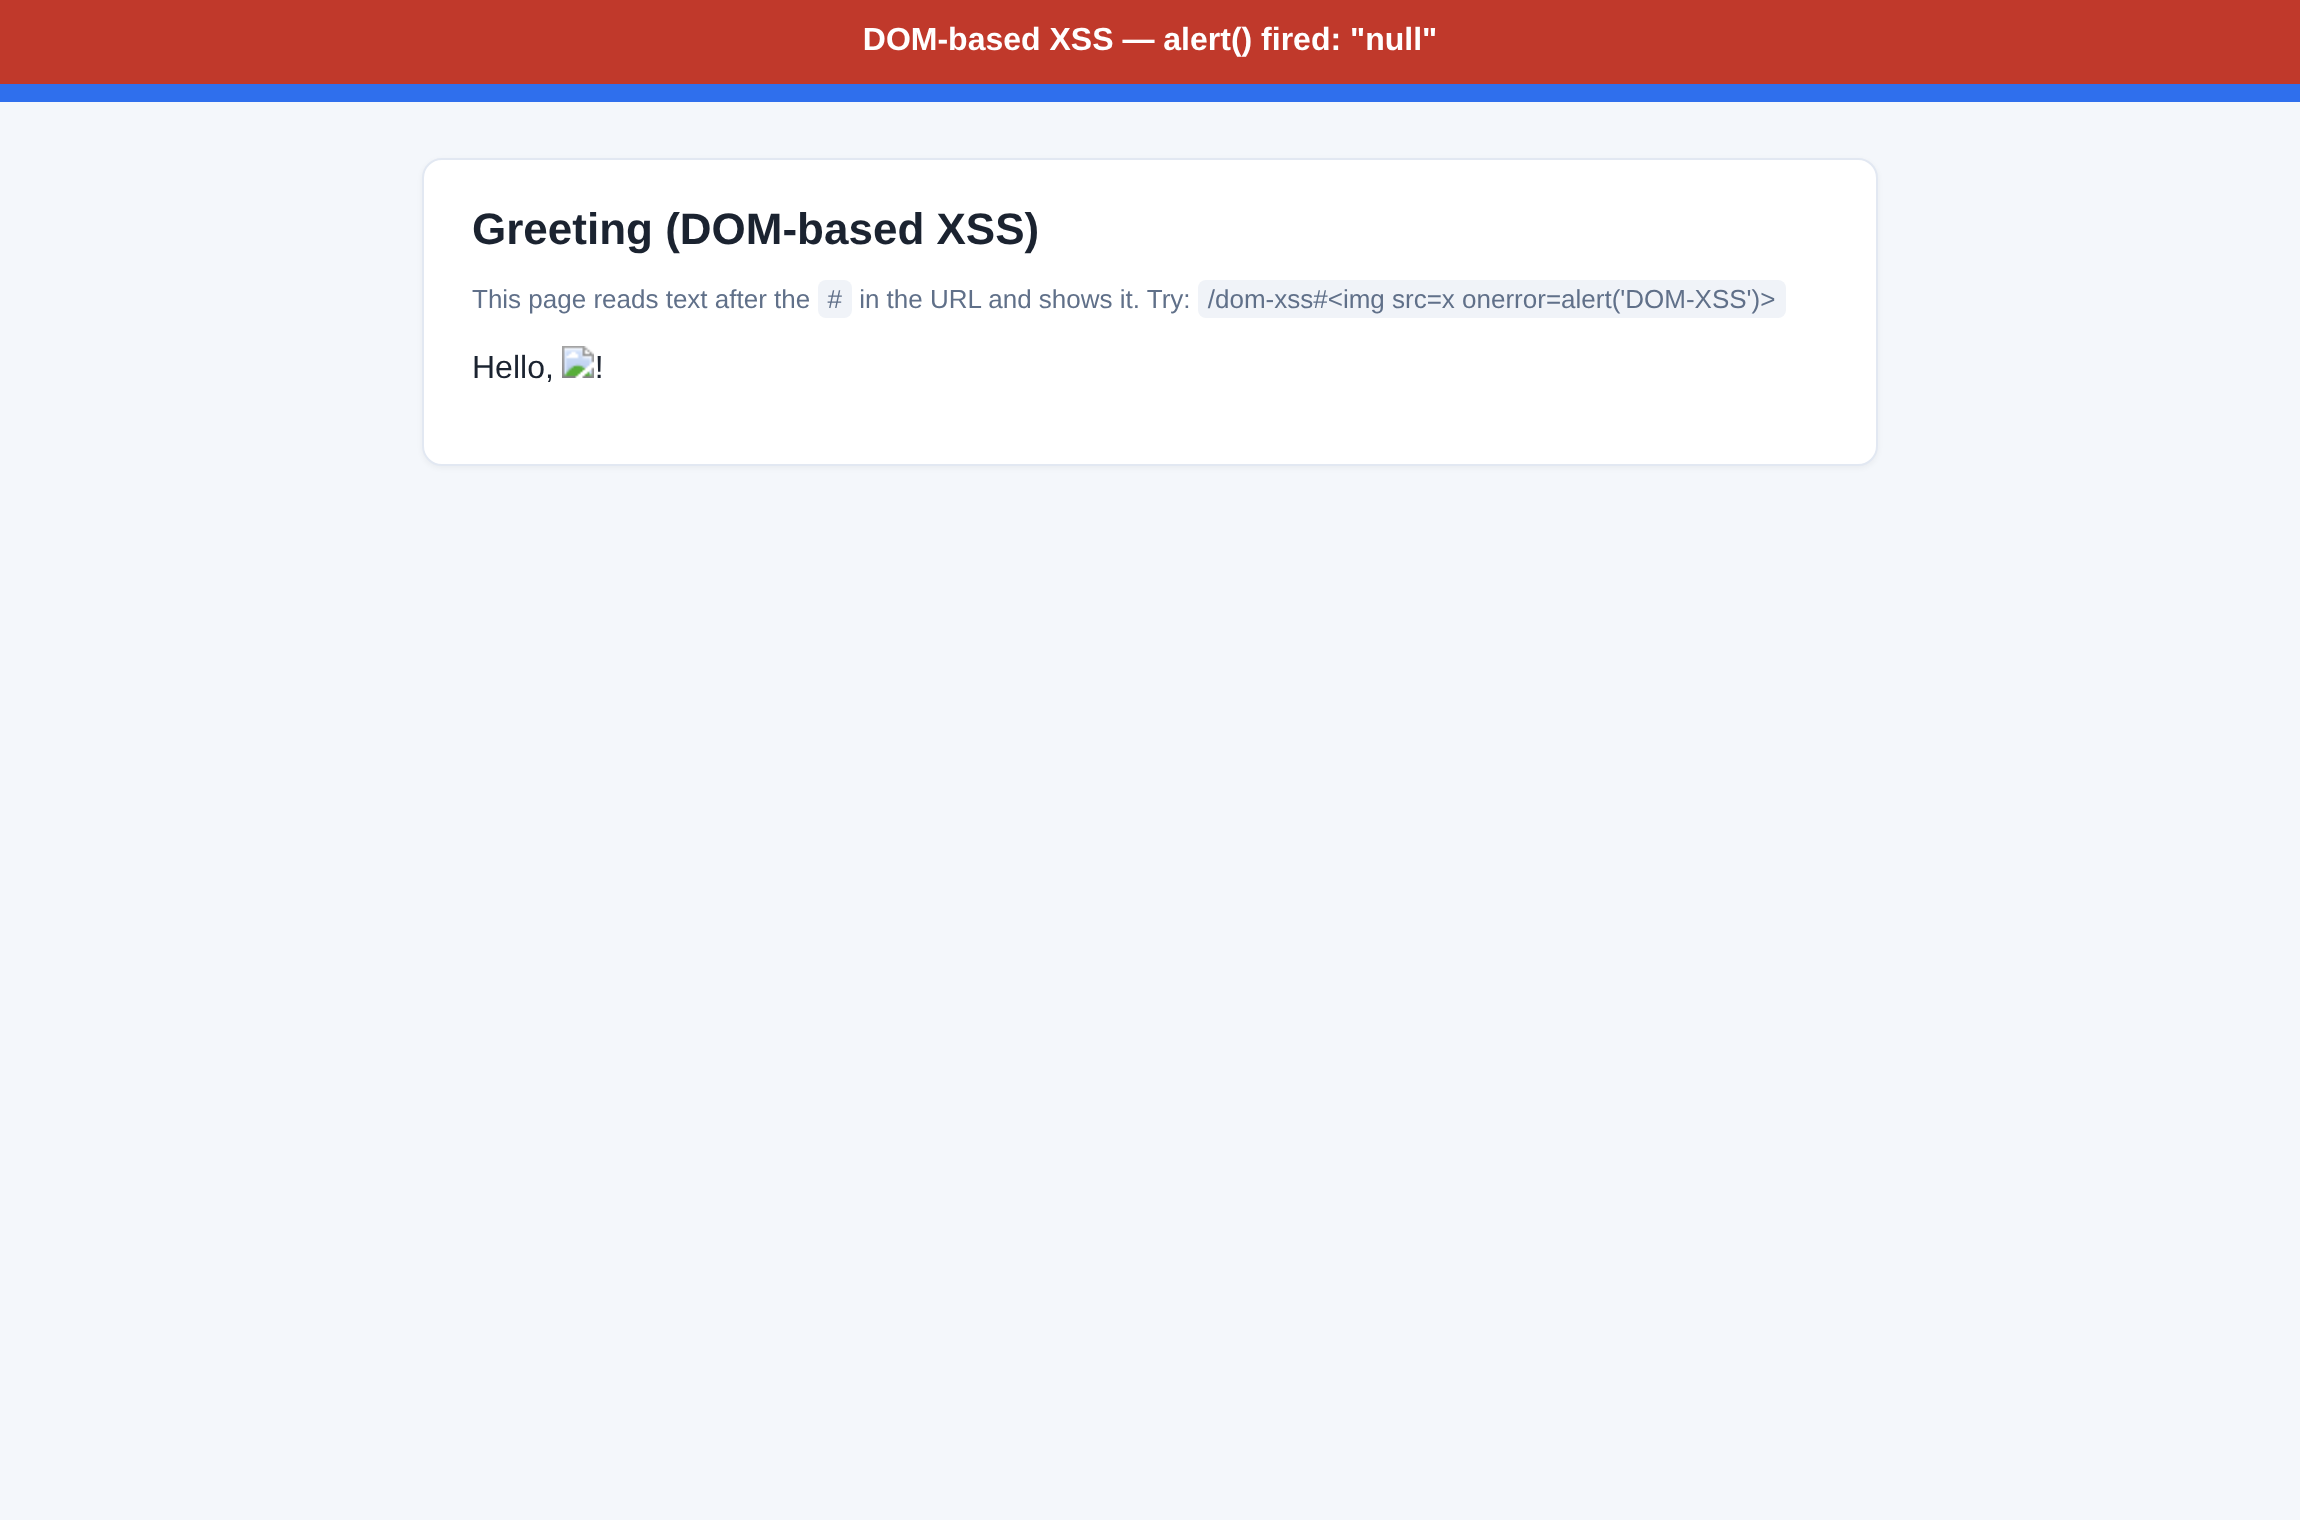 DOM-based XSS — alert() fired: "null"
Greeting (DOM-based XSS)
This page reads text after the # in the URL and shows it. Try: /dom-xss#<img src=x onerror=alert('DOM-XSS')>
Hello, !